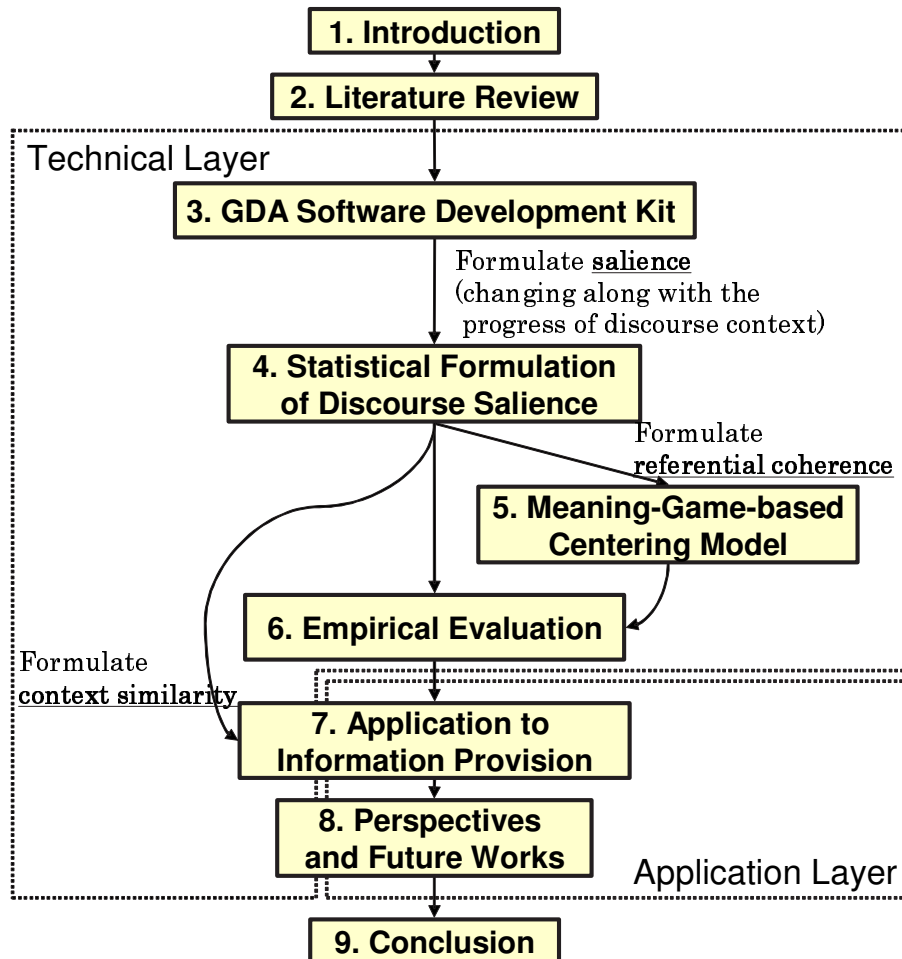 1. Introduction
2. Literature Review
Technical Layer
3. GDA Software Development Kit
Formulate salience
(changing along with the
progress of discourse context)
4. Statistical Formulation
of Discourse Salience
Formulate
referential coherence
5. Meaning-Game-based
Centering Model
6. Empirical Evaluation
Formulate
context similarity
7. Application to
Information Provision
8. Perspectives
and Future Works
Application Layer
9. Conclusion